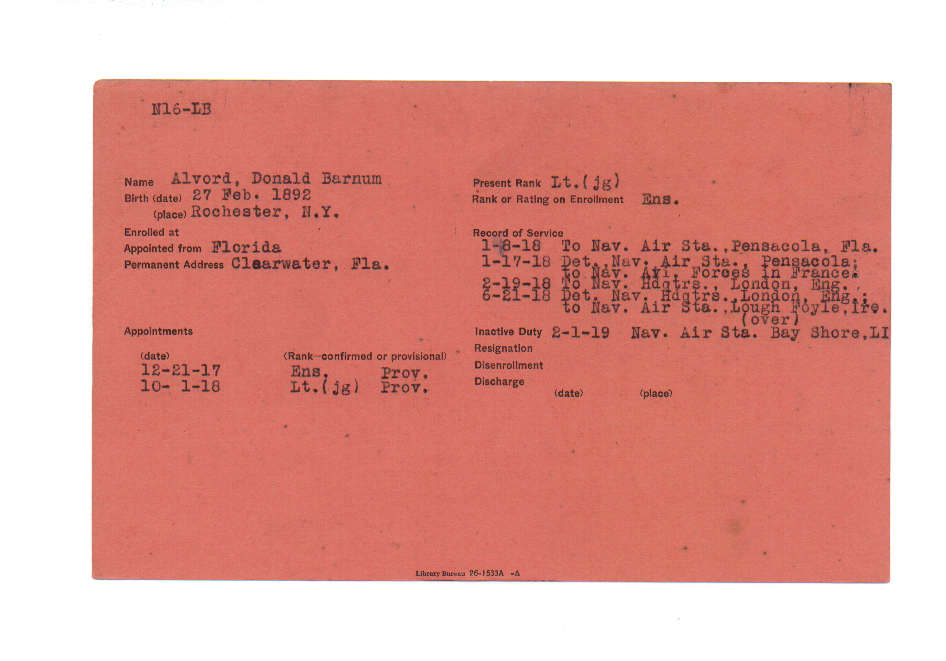 N16-LB
Name Alvord, Donald Barnum
Birth (date) 27 Feb. 1892
(place) Rochester, N.Y.
Enrolled at
Appointed from Florida
Permanent Address Clearwater, Fla.
Appointments
(date) (Rank—confirmed or provisional)
12-21-17 Ens. Prov.
10- 1-18 Lt.(jg) Prov.
Present Rank Lt.(jg)
Rank or Rating on Enrollment Ens.
Record of Service
1-8-18 To Nav. Air Sta.,Pensacola, Fla.
1-17-18 Det.,Nav. Air Sta., Pensacola;
to Nav. Avi. Forces in France.
2-19-18 To Nav. Hdqtrs., London, Eng.
6-21-18 Det. Nav. Hdqtrs.,London, Eng.;
to Nav. Air Sta.,Lough Foyle,Ire.
(over)
Inactive Duty 2-1-19 Nav. Air Sta. Bay Shore,LI
Resignation
Disenrollment
Discharge
(date) (place)
Library Bureau 76-1533A -A